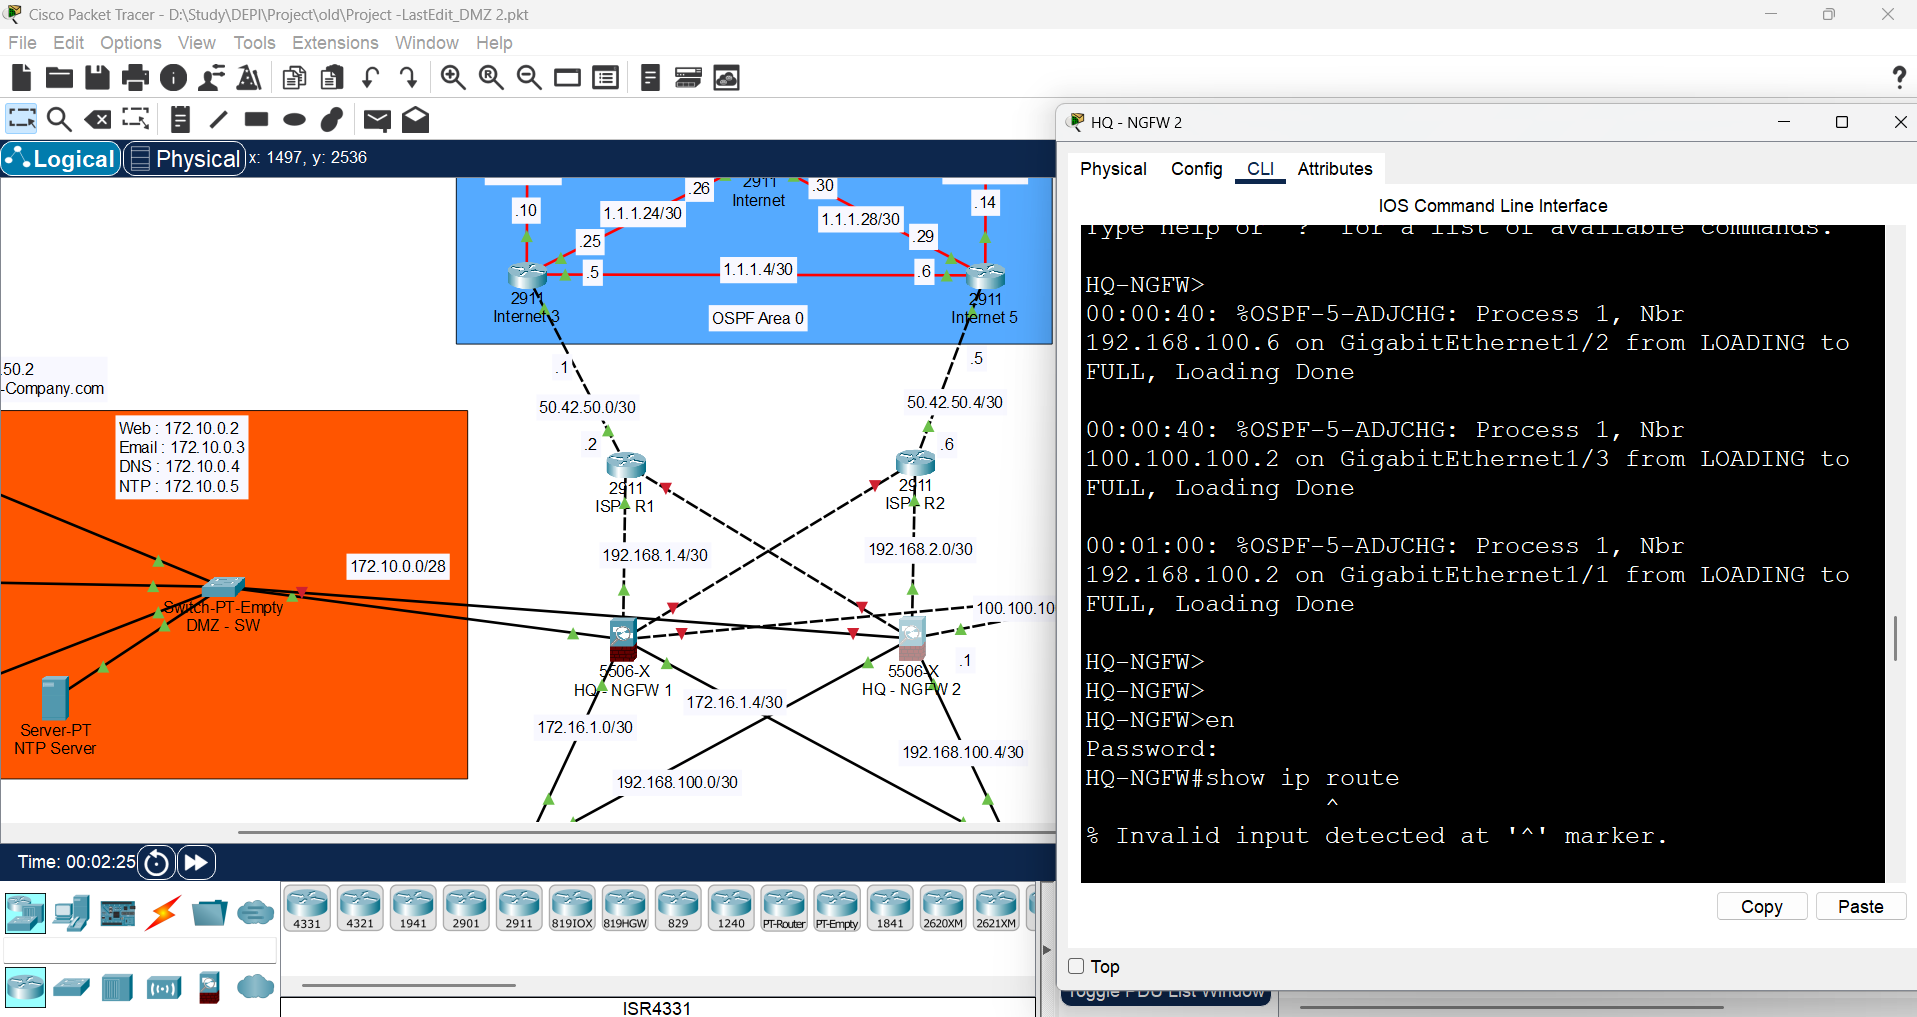 Cisco Packet Tracer - D:\Study\DEPI\Project\old\Project -LastEdit_DMZ 2.pkt
File Edit Options View Tools Extensions Window Help
Logical Physical x: 1497, y: 2536
2911
Internet
.26
.30
.10
.14
1.1.1.24/30
1.1.1.28/30
.25
.29
.5
1.1.1.4/30
.6
2911
Internet 3
OSPF Area 0
2911
Internet 5
.1
.5
50.2
-Company.com
50.42.50.0/30
50.42.50.4/30
.2
.6
Web : 172.10.0.2
Email : 172.10.0.3
DNS : 172.10.0.4
NTP : 172.10.0.5
2911
ISP - R1
2911
ISP - R2
192.168.1.4/30
192.168.2.0/30
172.10.0.0/28
Switch-PT-Empty
DMZ - SW
100.100.10
.1
5506-X
HQ - NGFW 1
5506-X
HQ - NGFW 2
172.16.1.4/30
172.16.1.0/30
Server-PT
NTP Server
192.168.100.4/30
192.168.100.0/30
Time: 00:02:25
4331 4321 1941 2901 2911 819IOX 819HGW 829 1240 PT-Router PT-Empty 1841 2620XM 2621XM
ISR4331
HQ - NGFW 2
Physical Config CLI Attributes
IOS Command Line Interface
Type help or '?' for a list of available commands.
HQ-NGFW>
00:00:40: %OSPF-5-ADJCHG: Process 1, Nbr
192.168.100.6 on GigabitEthernet1/2 from LOADING to
FULL, Loading Done
00:00:40: %OSPF-5-ADJCHG: Process 1, Nbr
100.100.100.2 on GigabitEthernet1/3 from LOADING to
FULL, Loading Done
00:01:00: %OSPF-5-ADJCHG: Process 1, Nbr
192.168.100.2 on GigabitEthernet1/1 from LOADING to
FULL, Loading Done
HQ-NGFW>
HQ-NGFW>
HQ-NGFW>en
Password:
HQ-NGFW#show ip route
^
% Invalid input detected at '^' marker.
Copy Paste
Top
Toggle PDU List Window